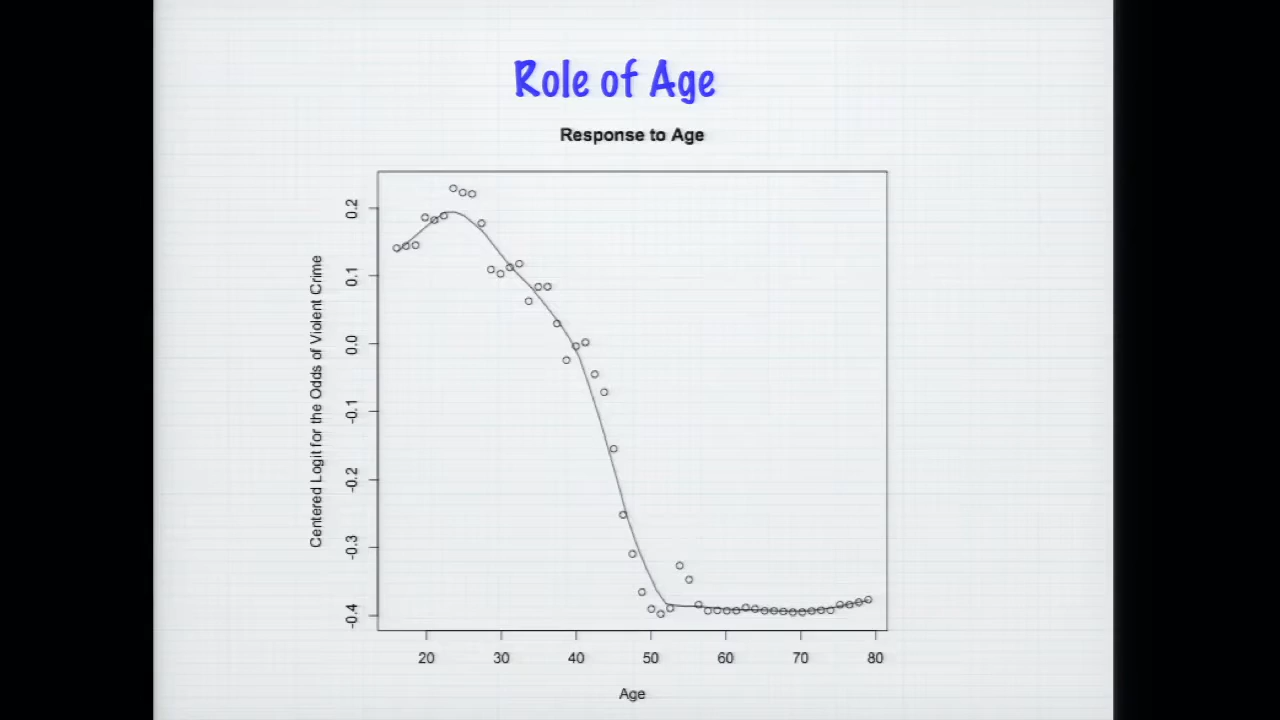 Role of Age
Response to Age
Centered Logit for the Odds of Violent Crime
0.2
0.1
0.0
-0.1
-0.2
-0.3
-0.4
20 30 40 50 60 70 80
Age